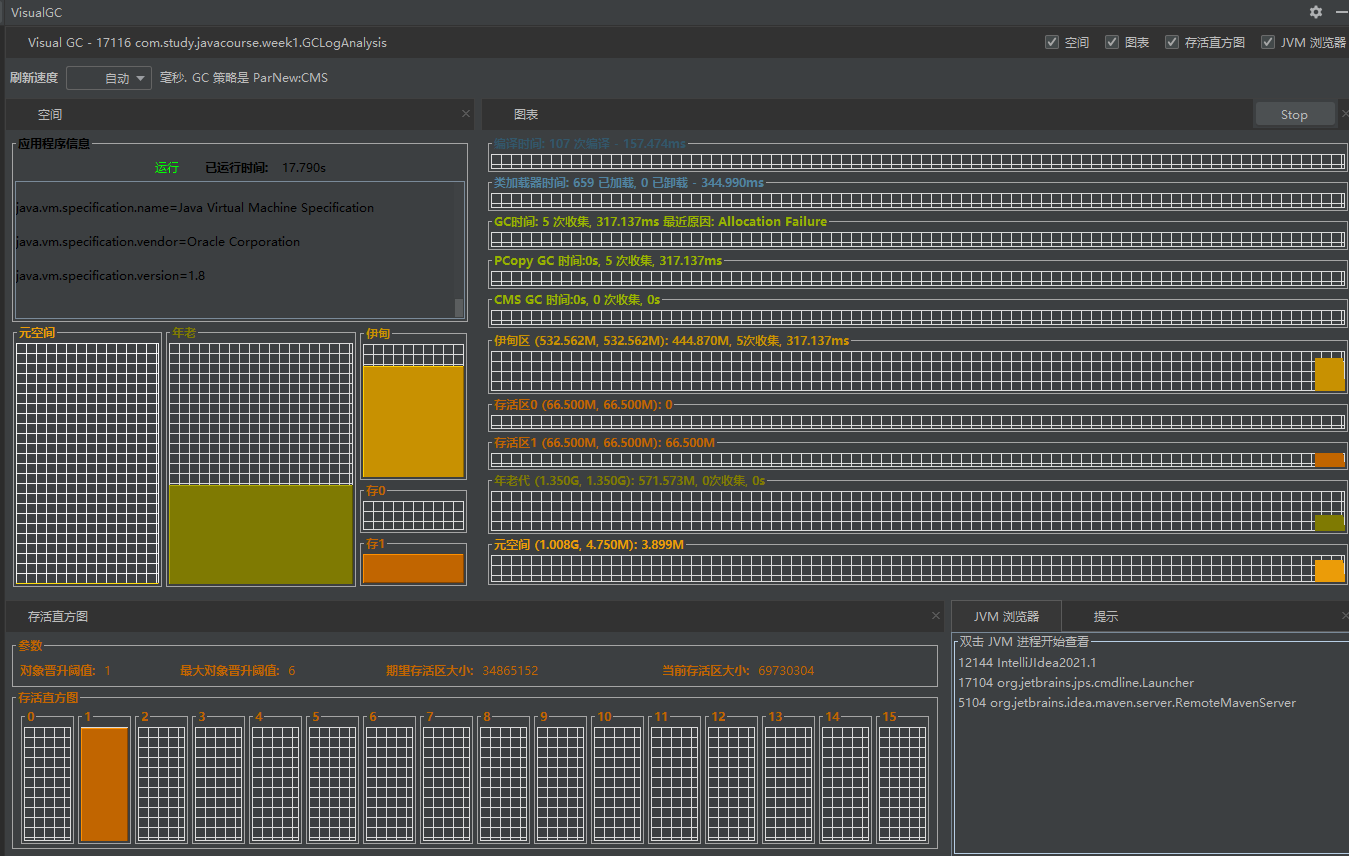 VisualGC
Visual GC - 17116 com.study.javacourse.week1.GCLogAnalysis
空间 图表 存活直方图 JVM 浏览器
刷新速度 自动 毫秒. GC 策略是 ParNew:CMS
空间
图表 Stop
应用程序信息
运行 已运行时间: 17.790s
java.vm.specification.name=Java Virtual Machine Specification
java.vm.specification.vendor=Oracle Corporation
java.vm.specification.version=1.8
元空间 年老 伊甸
存0
存1
编译时间: 107 次编译 - 157.474ms
类加载器时间: 659 已加载, 0 已卸载 - 344.990ms
GC时间: 5 次收集, 317.137ms 最近原因: Allocation Failure
PCopy GC 时间:0s, 5 次收集, 317.137ms
CMS GC 时间:0s, 0 次收集, 0s
伊甸区 (532.562M, 532.562M): 444.870M, 5次收集, 317.137ms
存活区0 (66.500M, 66.500M): 0
存活区1 (66.500M, 66.500M): 66.500M
年老代 (1.350G, 1.350G): 571.573M, 0次收集, 0s
元空间 (1.008G, 4.750M): 3.899M
存活直方图
参数
对象晋升阈值: 1 最大对象晋升阈值: 6 期望存活区大小: 34865152 当前存活区大小: 69730304
存活直方图
0 1 2 3 4 5 6 7 8 9 10 11 12 13 14 15
JVM 浏览器 提示
双击 JVM 进程开始查看
12144 IntelliJIdea2021.1
17104 org.jetbrains.jps.cmdline.Launcher
5104 org.jetbrains.idea.maven.server.RemoteMavenServer